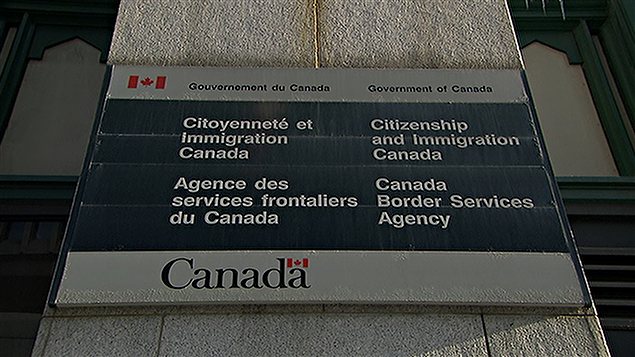 Gouvernement du Canada
Government of Canada
Citoyenneté et
Immigration
Canada
Citizenship
and Immigration
Canada
Agence des
services frontaliers
du Canada
Canada
Border Services
Agency
Canada